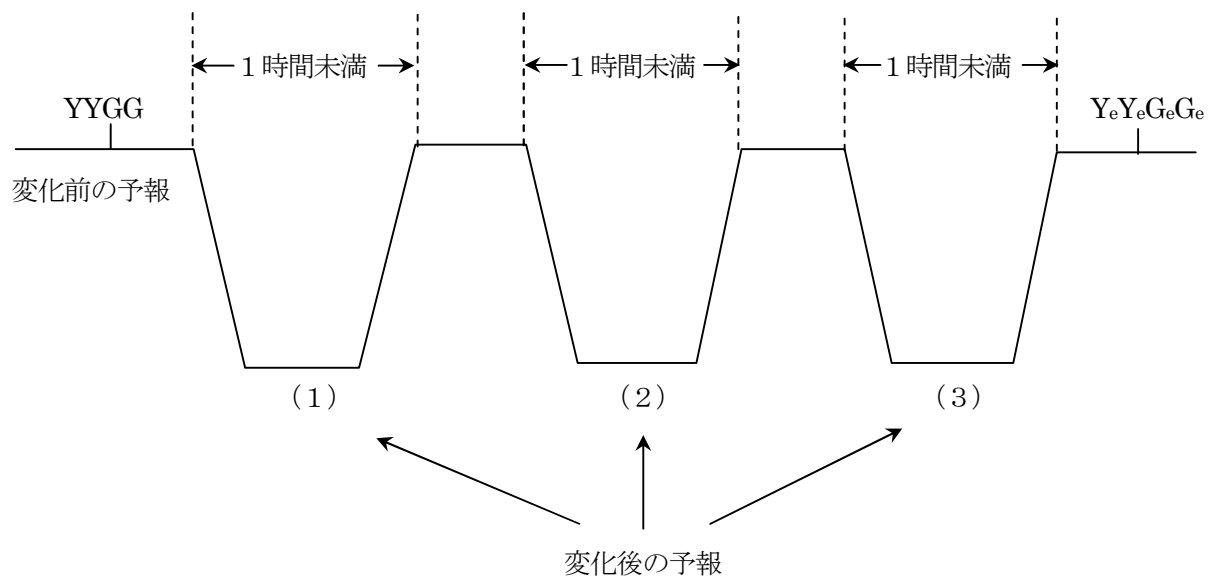 １時間未満 １時間未満 １時間未満
YYGG YₑYₑGₑGₑ
変化前の予報
（１） （２） （３）
変化後の予報